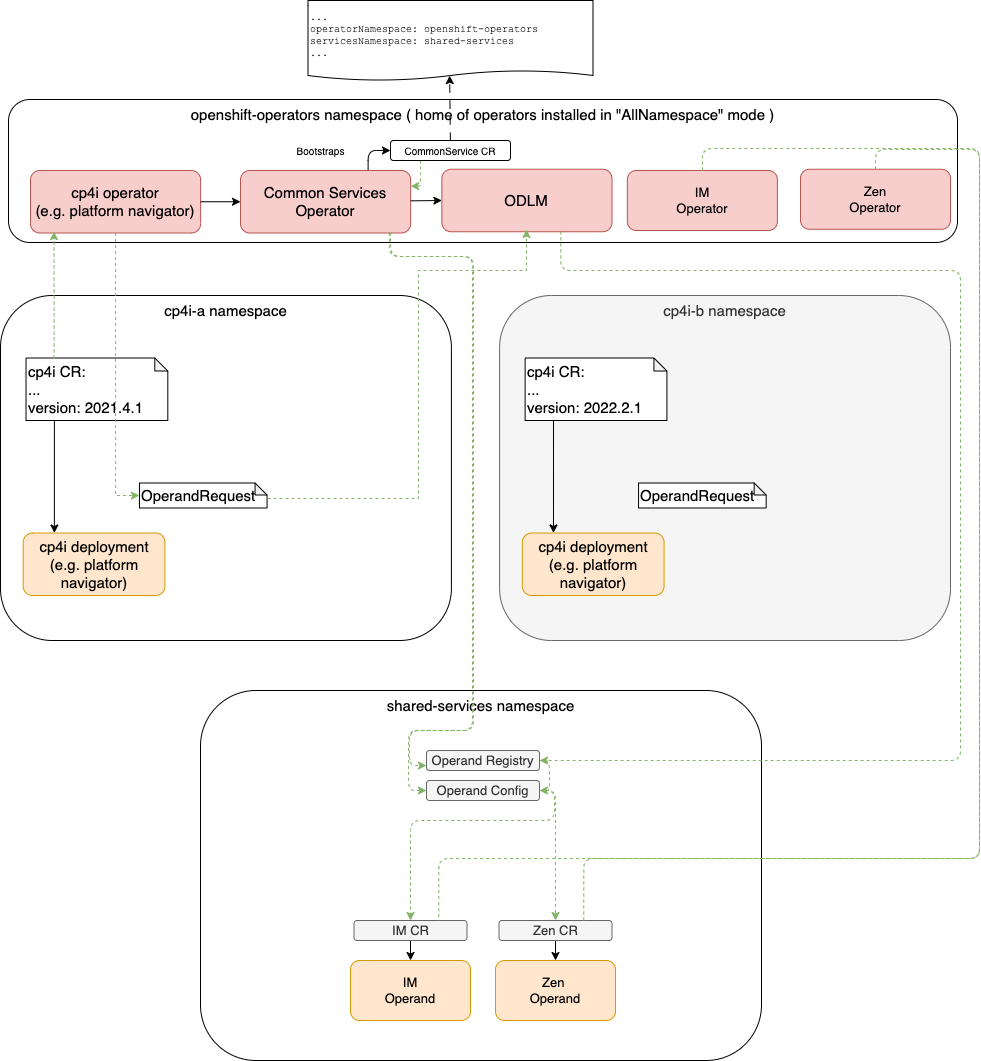 ...
operatorNamespace: openshift-operators
servicesNamespace: shared-services
...
openshift-operators namespace ( home of operators installed in "AllNamespace" mode )
Bootstraps
CommonService CR
cp4i operator
(e.g. platform navigator)
Common Services
Operator
ODLM
IM
Operator
Zen
Operator
cp4i-a namespace
cp4i CR:
...
version: 2021.4.1
OperandRequest
cp4i deployment
(e.g. platform
navigator)
cp4i-b namespace
cp4i CR:
...
version: 2022.2.1
OperandRequest
cp4i deployment
(e.g. platform
navigator)
shared-services namespace
Operand Registry
Operand Config
IM CR
Zen CR
IM
Operand
Zen
Operand